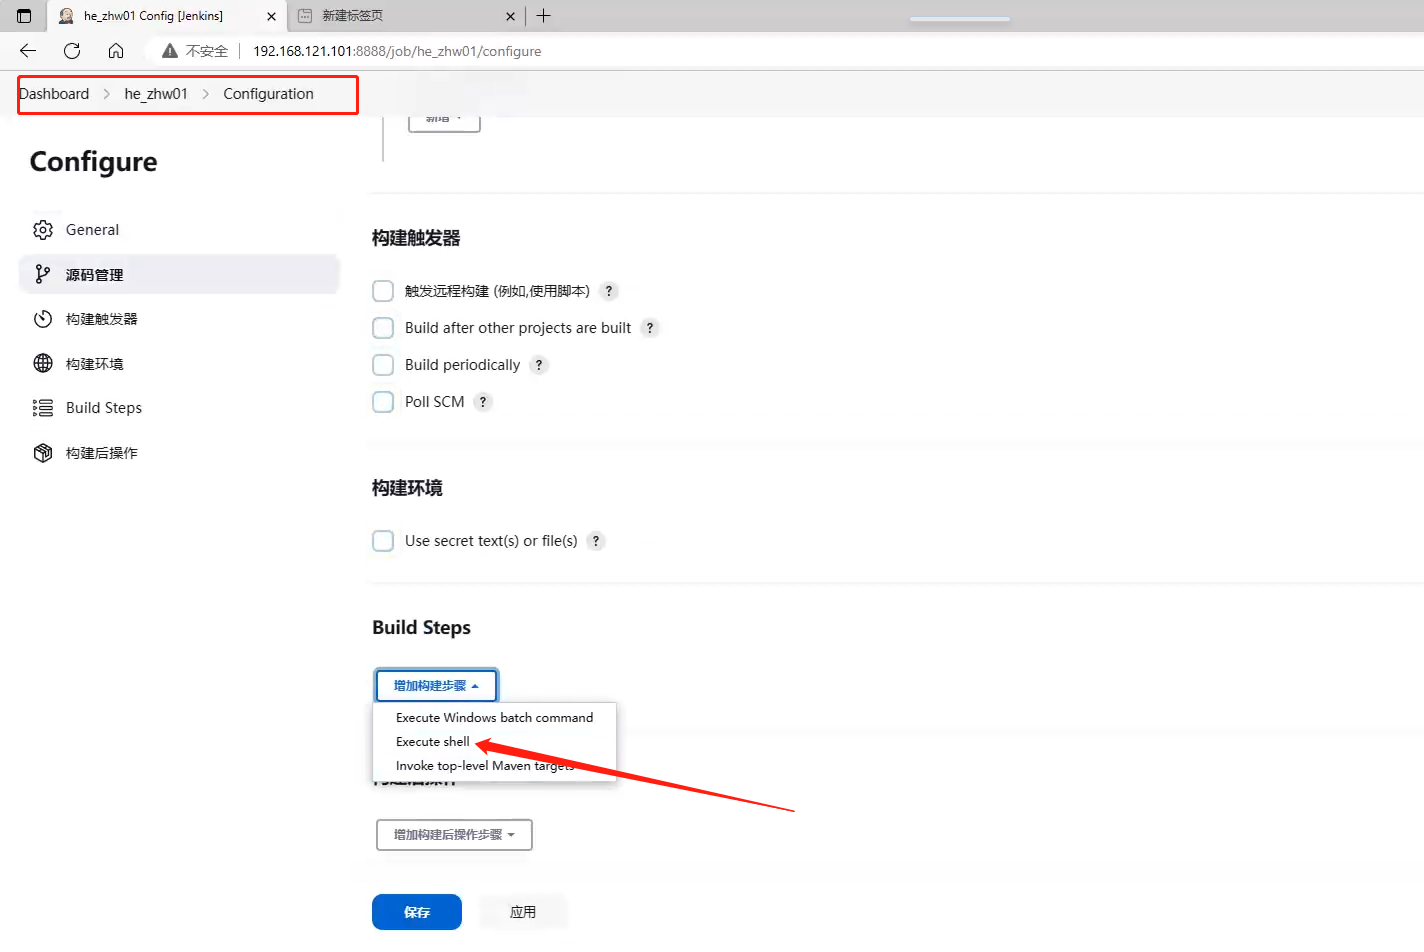 he_zhw01 Config [Jenkins]
新建标签页
不安全
192.168.121.101:8888/job/he_zhw01/configure
Dashboard
he_zhw01
Configuration
新增
Configure
General
源码管理
构建触发器
构建环境
Build Steps
构建后操作
构建触发器
触发远程构建 (例如,使用脚本) ?
Build after other projects are built ?
Build periodically ?
Poll SCM ?
构建环境
Use secret text(s) or file(s) ?
Build Steps
增加构建步骤
Execute Windows batch command
Execute shell
Invoke top-level Maven targets
构建后操作
增加构建后操作步骤
保存
应用